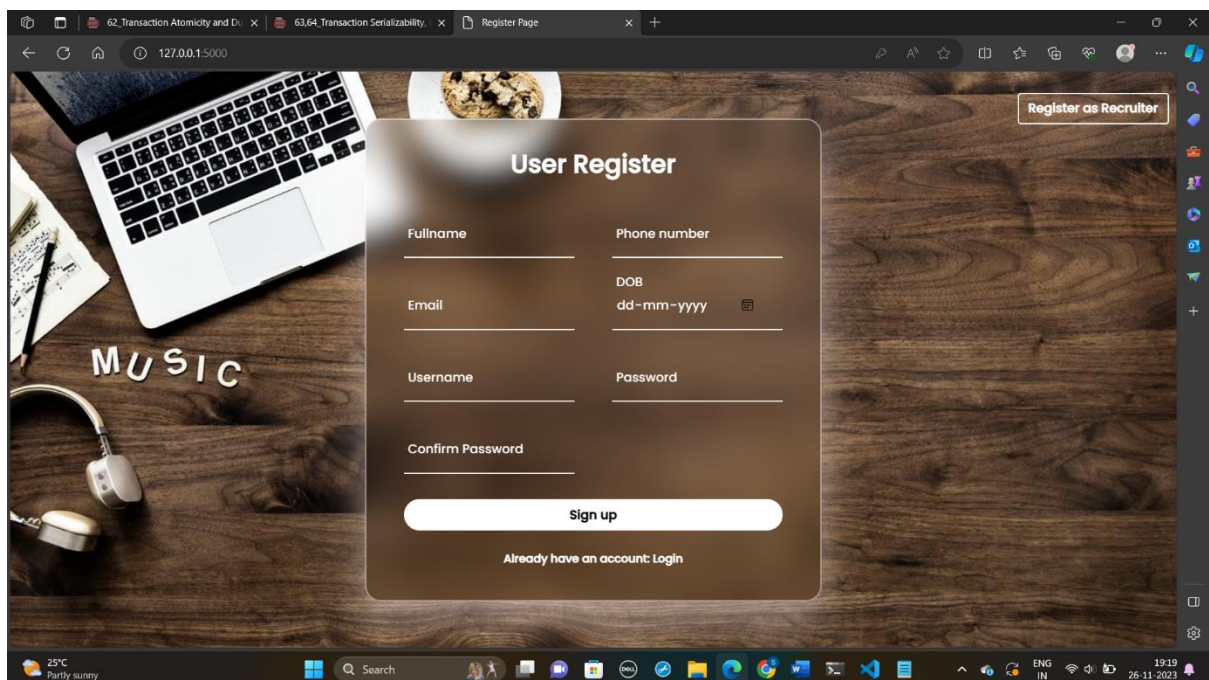 62_Transaction Atomicity and Du
63,64_Transaction Serializability,
Register Page
127.0.0.1:5000
Register as Recruiter
User Register
Fullname
Phone number
Email
DOB
dd-mm-yyyy
MUSIC
Username
Password
Confirm Password
Sign up
Already have an account: Login
25°C
Partly sunny
Search
DELL
ENG
IN
19:19
26-11-2023